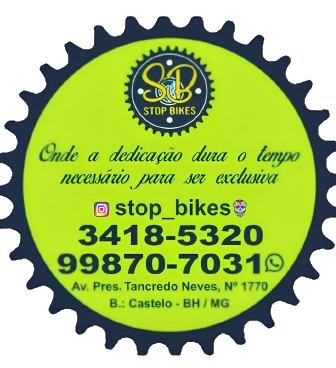 SB
STOP BIKES
Onde a dedicação dura o tempo
necessário para ser exclusiva
stop_bikes
3418-5320
99870-7031
Av. Pres. Tancredo Neves, Nº 1770
B.: Castelo - BH / MG